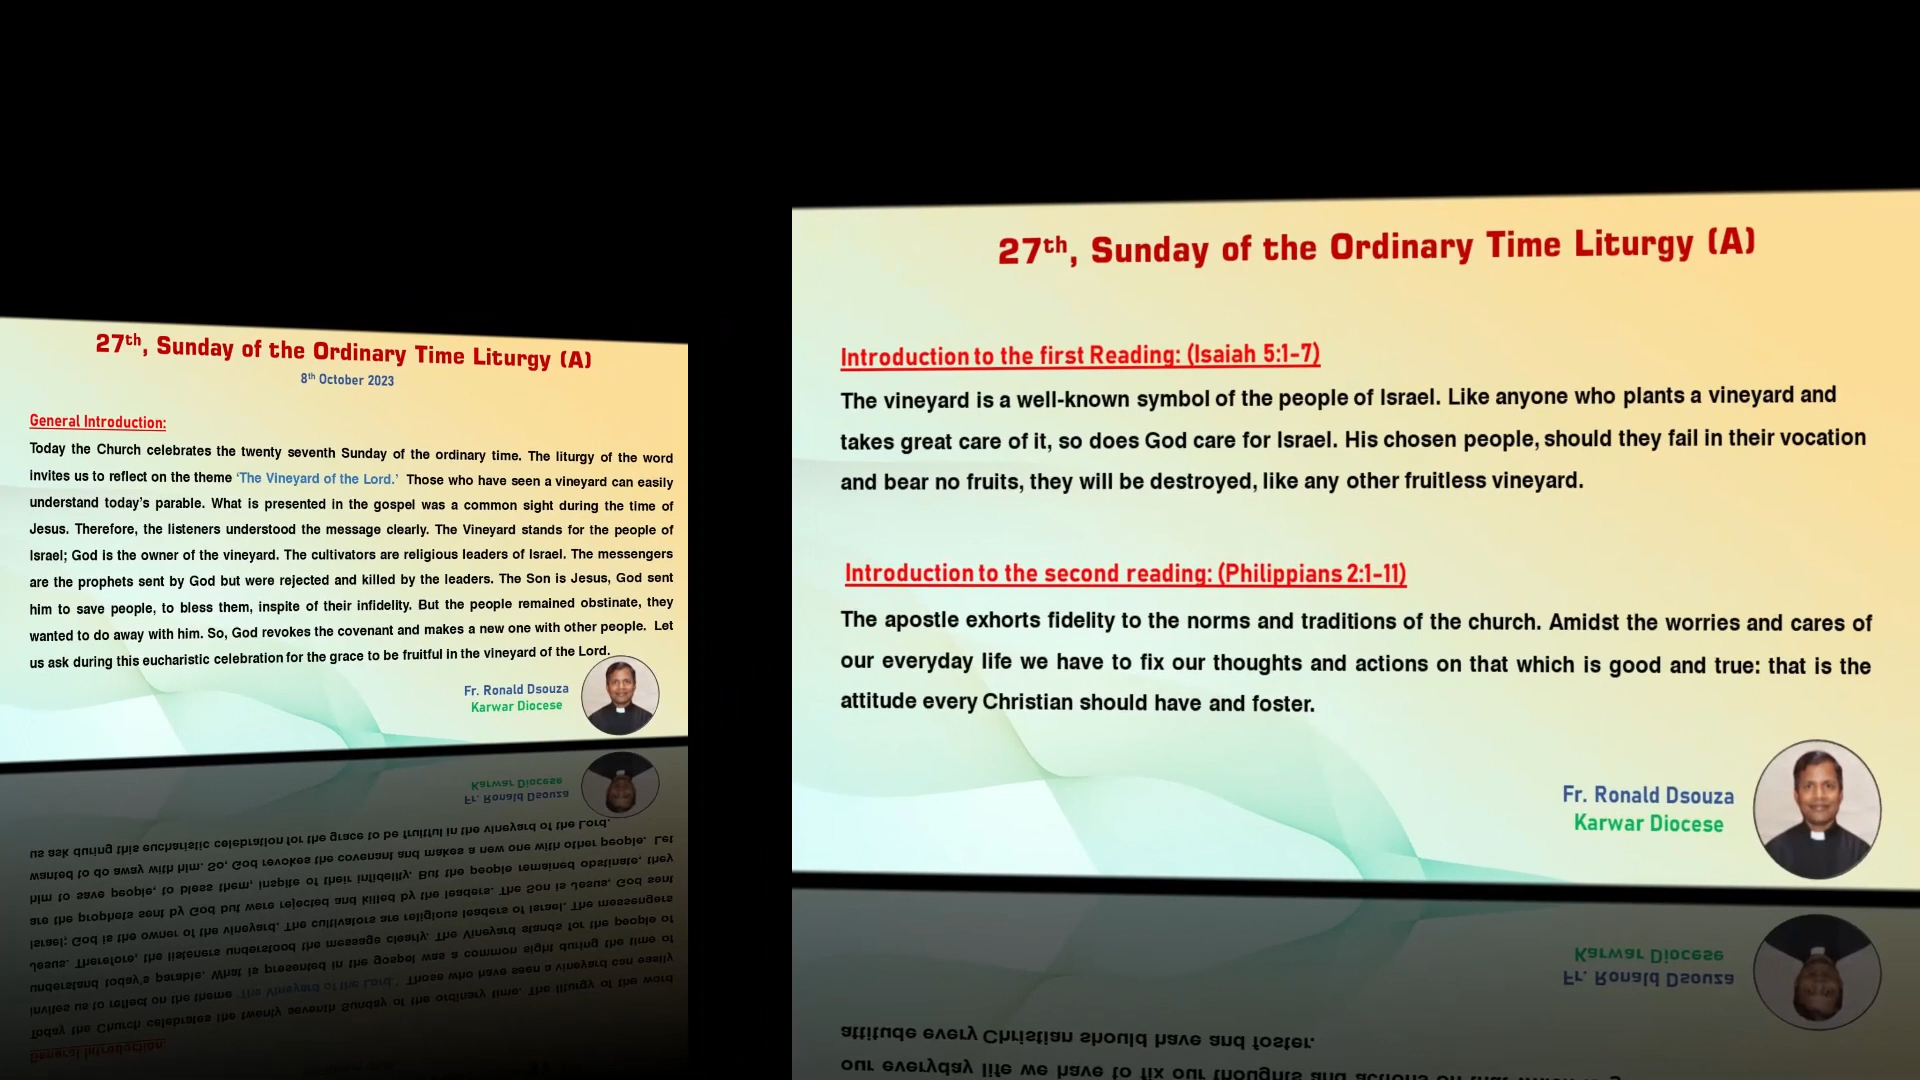 27th, Sunday of the Ordinary Time Liturgy (A)
8th October 2023
General Introduction:
Today the Church celebrates the twenty seventh Sunday of the ordinary time. The liturgy of the word
invites us to reflect on the theme ‘The Vineyard of the Lord.’ Those who have seen a vineyard can easily
understand today’s parable. What is presented in the gospel was a common sight during the time of
Jesus. Therefore, the listeners understood the message clearly. The Vineyard stands for the people of
Israel; God is the owner of the vineyard. The cultivators are religious leaders of Israel. The messengers
are the prophets sent by God but were rejected and killed by the leaders. The Son is Jesus, God sent
him to save people, to bless them, inspite of their infidelity. But the people remained obstinate, they
wanted to do away with him. So, God revokes the covenant and makes a new one with other people. Let
us ask during this eucharistic celebration for the grace to be fruitful in the vineyard of the Lord.
Fr. Ronald Dsouza
Karwar Diocese
27th, Sunday of the Ordinary Time Liturgy (A)
Introduction to the first Reading: (Isaiah 5:1-7)
The vineyard is a well-known symbol of the people of Israel. Like anyone who plants a vineyard and
takes great care of it, so does God care for Israel. His chosen people, should they fail in their vocation
and bear no fruits, they will be destroyed, like any other fruitless vineyard.
Introduction to the second reading: (Philippians 2:1-11)
The apostle exhorts fidelity to the norms and traditions of the church. Amidst the worries and cares of
our everyday life we have to fix our thoughts and actions on that which is good and true: that is the
attitude every Christian should have and foster.
Fr. Ronald Dsouza
Karwar Diocese